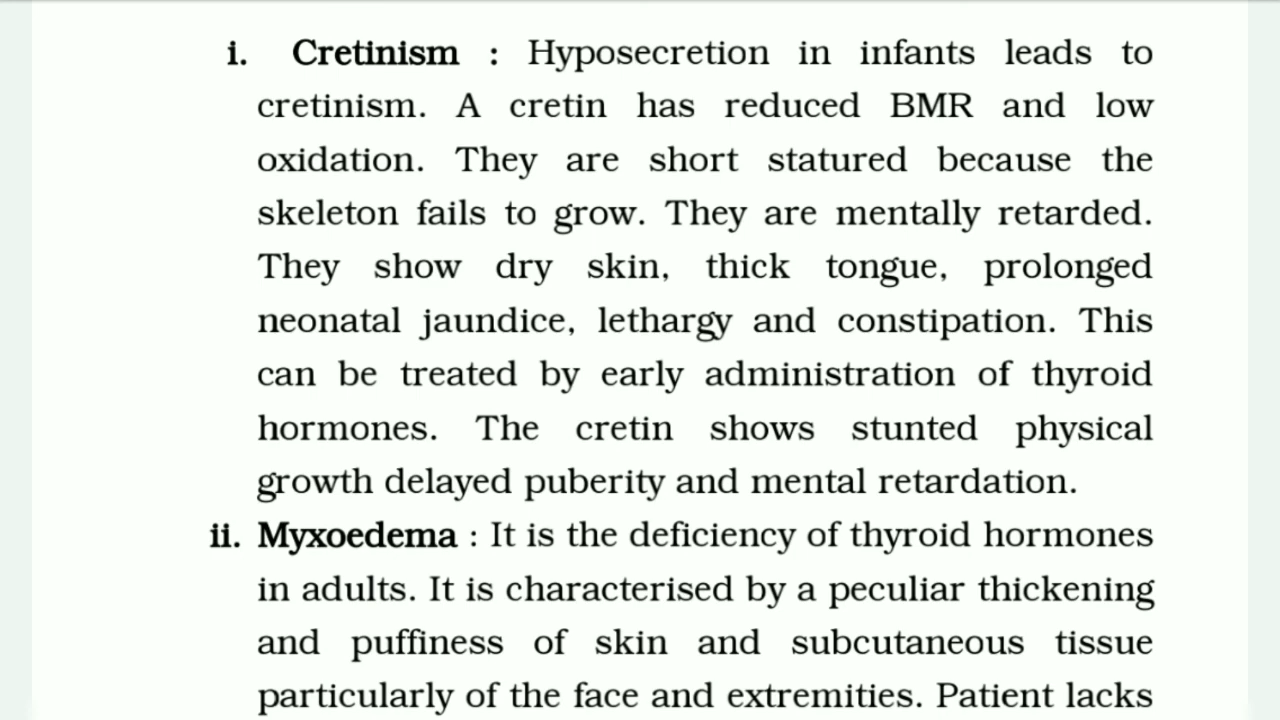 i. Cretinism : Hyposecretion in infants leads to
cretinism. A cretin has reduced BMR and low
oxidation. They are short statured because the
skeleton fails to grow. They are mentally retarded.
They show dry skin, thick tongue, prolonged
neonatal jaundice, lethargy and constipation. This
can be treated by early administration of thyroid
hormones. The cretin shows stunted physical
growth delayed puberity and mental retardation.
ii. Myxoedema : It is the deficiency of thyroid hormones
in adults. It is characterised by a peculiar thickening
and puffiness of skin and subcutaneous tissue
particularly of the face and extremities. Patient lacks